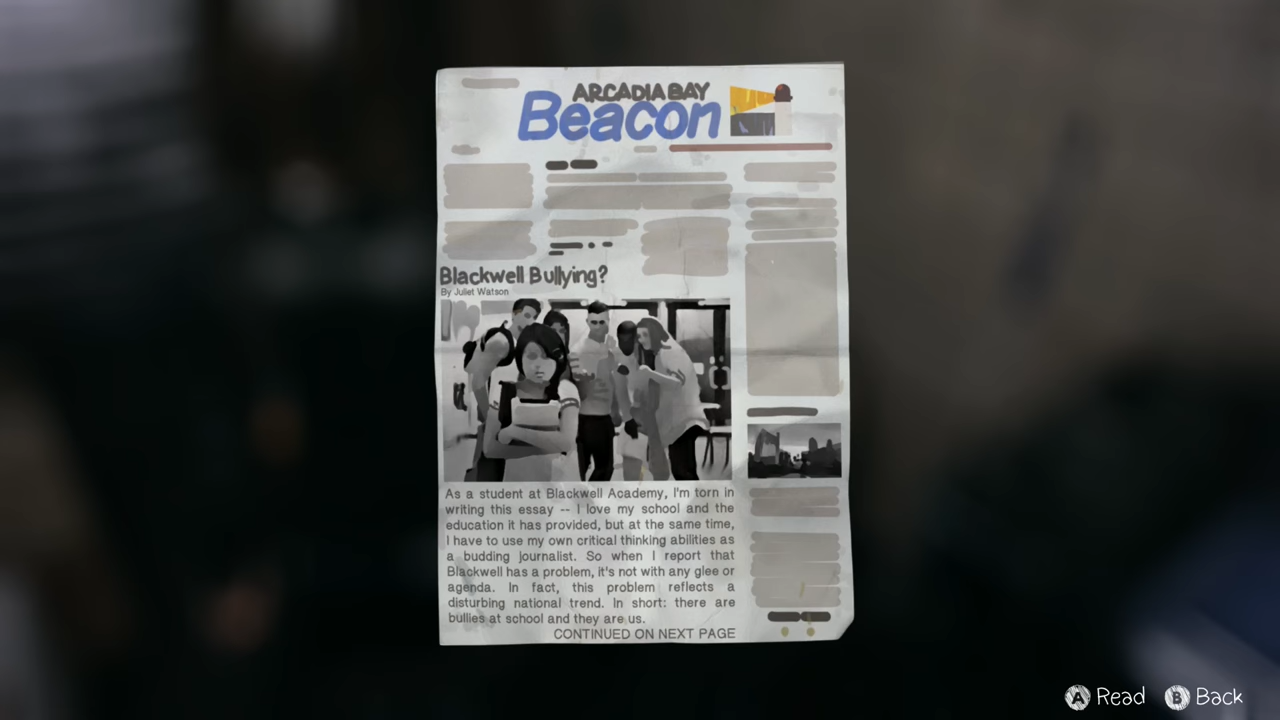 ARCADIA BAY
Beacon
Blackwell Bullying?
By Juliet Watson
As a student at Blackwell Academy, I'm torn in
writing this essay -- I love my school and the
education it has provided, but at the same time,
I have to use my own critical thinking abilities as
a budding journalist. So when I report that
Blackwell has a problem, it's not with any glee or
agenda. In fact, this problem reflects a
disturbing national trend. In short: there are
bullies at school and they are us.
CONTINUED ON NEXT PAGE
A Read B Back